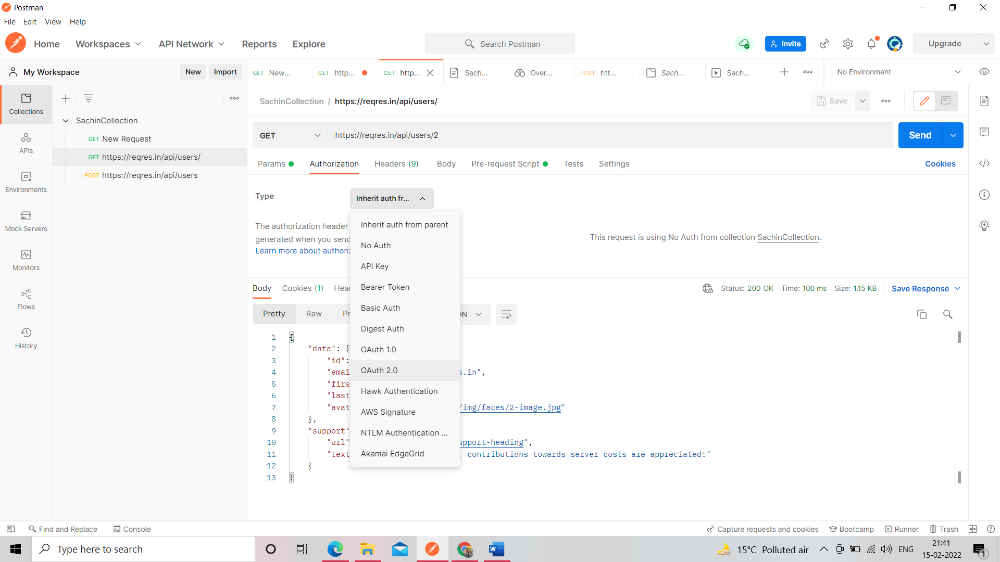 Postman
File Edit View Help
Home Workspaces API Network Reports Explore Search Postman Invite Upgrade
My Workspace New Import
GET New... GET http... GET http... Sach... Over... POST htt... Sach... Sach... No Environment
Collections
APIs
Environments
Mock Servers
Monitors
Flows
History
SachinCollection
GET New Request
GET https://reqres.in/api/users/
POST https://reqres.in/api/users
SachinCollection / https://reqres.in/api/users/ Save
GET https://reqres.in/api/users/2 Send
Params Authorization Headers (9) Body Pre-request Script Tests Settings Cookies
Type Inherit auth fr...
The authorization header
generated when you send
Learn more about authoriz
Inherit auth from parent
No Auth
API Key
Bearer Token
Basic Auth
Digest Auth
OAuth 1.0
OAuth 2.0
Hawk Authentication
AWS Signature
NTLM Authentication ...
Akamai EdgeGrid
This request is using No Auth from collection SachinCollection.
Body Cookies (1) Hea Status: 200 OK Time: 100 ms Size: 1.15 KB Save Response
Pretty Raw Pr ON
1 {
2 "data": {
3 "id":
4 "emai s.in",
5 "firs
6 "last
7 "avat /img/faces/2-image.jpg"
8 },
9 "support"
10 "url" upport-heading",
11 "text , contributions towards server costs are appreciated!"
12 }
13 }
Find and Replace Console Capture requests and cookies Bootcamp Runner Trash
Type here to search 15°C Polluted air ENG 21:41
15-02-2022 1